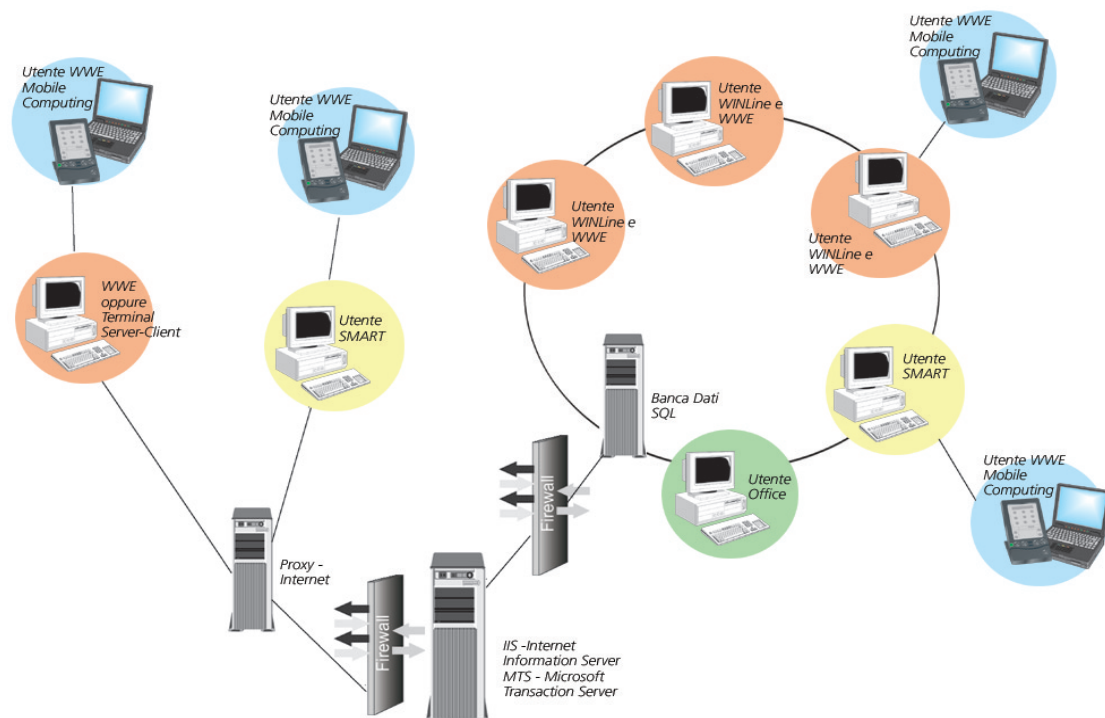 Utente WWE
Mobile
Computing
Utente WWE
Mobile
Computing
Utente
WINLine e
WWE
Utente WWE
Mobile
Computing
Utente
WINLine e
WWE
Utente
WINLine e
WWE
WWE
oppure
Terminal
Server-Client
Utente
SMART
Utente
SMART
Banca Dati
SQL
Utente
Office
Utente WWE
Mobile
Computing
Firewall
Proxy -
Internet
Firewall
IIS -Internet
Information Server
MTS - Microsoft
Transaction Server